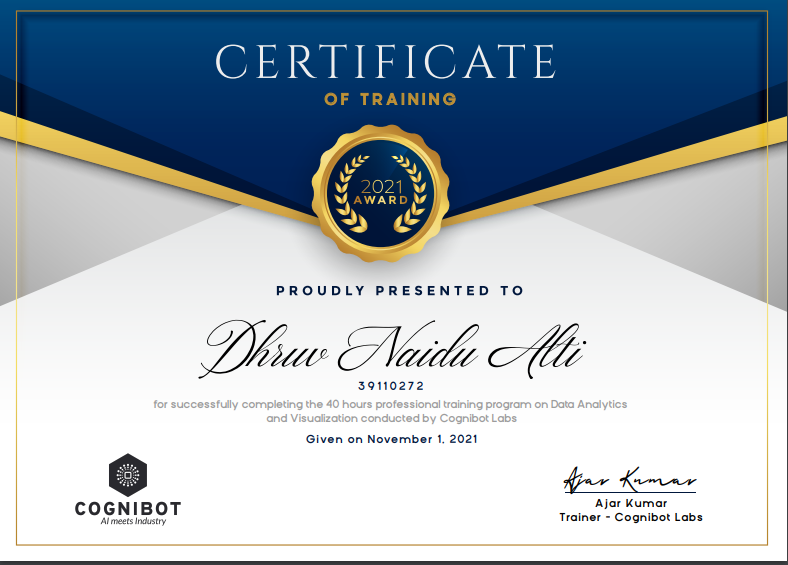 CERTIFICATE
OF TRAINING
2021
AWARD
PROUDLY PRESENTED TO
Dhruv Naidu Alti
39110272
for successfully completing the 40 hours professional training program on Data Analytics
and Visualization conducted by Cognibot Labs
Given on November 1, 2021
COGNIBOT
AI meets Industry
Ajar Kumar
Ajar Kumar
Trainer - Cognibot Labs